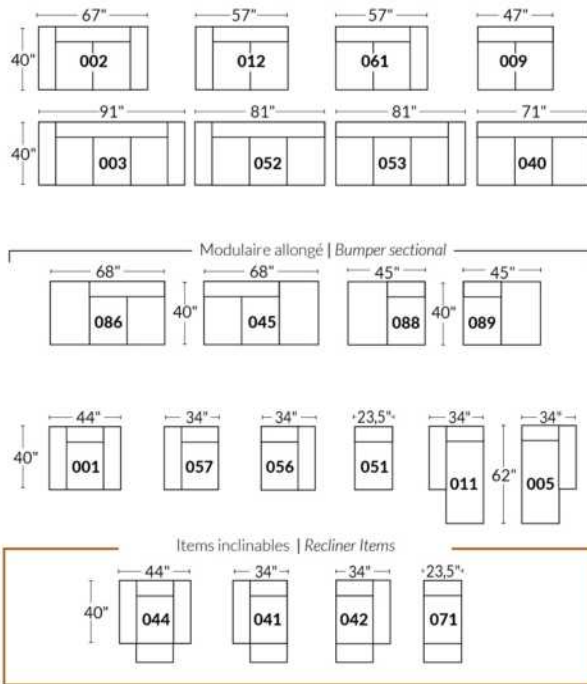 67" 57" 57" 47"
40" 002 012 061 009
91" 81" 81" 71"
40" 003 052 053 040
Modulaire allongé | Bumper sectional
68" 68" 45" 45"
086 40" 045 088 40" 089
44" 34" 34" 23,5" 34" 34"
40" 001 057 056 051 011 62" 005
Items inclinables | Recliner Items
44" 34" 34" 23,5"
40" 044 041 042 071